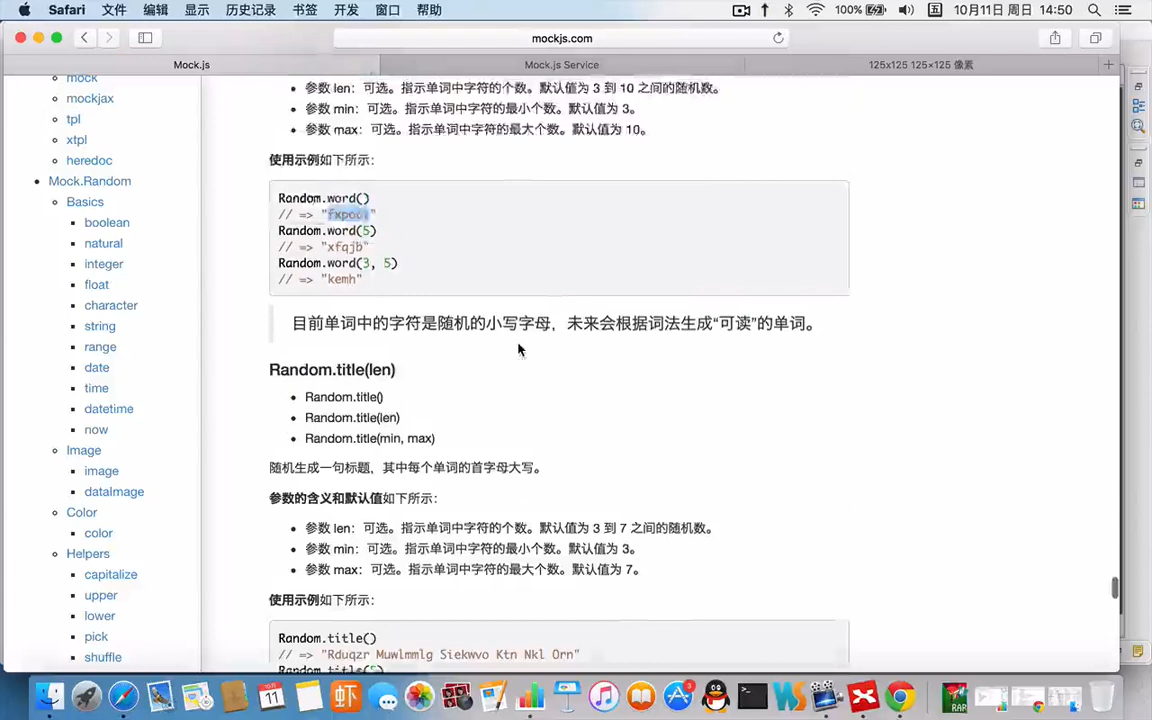 Safari 文件 编辑 显示 历史记录 书签 开发 窗口 帮助 100% 五 10月11日 周日 14:50
mockjs.com
Mock.js Mock.js Service 125x125 125×125 像素
mock
mockjax
tpl
xtpl
heredoc
Mock.Random
Basics
boolean
natural
integer
float
character
string
range
date
time
datetime
now
Image
image
dataImage
Color
color
Helpers
capitalize
upper
lower
pick
shuffle
参数 len：可选。指示单词中字符的个数。默认值为 3 到 10 之间的随机数。
参数 min：可选。指示单词中字符的最小个数。默认值为 3。
参数 max：可选。指示单词中字符的最大个数。默认值为 10。
使用示例如下所示：
Random.word()
// => "
Random.word(5)
// => "xfqjb"
Random.word(3, 5)
// => "kemh"
目前单词中的字符是随机的小写字母，未来会根据词法生成“可读”的单词。
Random.title(len)
Random.title()
Random.title(len)
Random.title(min, max)
随机生成一句标题，其中每个单词的首字母大写。
参数的含义和默认值如下所示：
参数 len：可选。指示单词中字符的个数。默认值为 3 到 7 之间的随机数。
参数 min：可选。指示单词中字符的最小个数。默认值为 3。
参数 max：可选。指示单词中字符的最大个数。默认值为 7。
使用示例如下所示：
Random.title()
// => "Rduqzr Muwlmmlg Siekwvo Ktn Nkl Orn"
Random.title(5)
11
虾
3
RAR